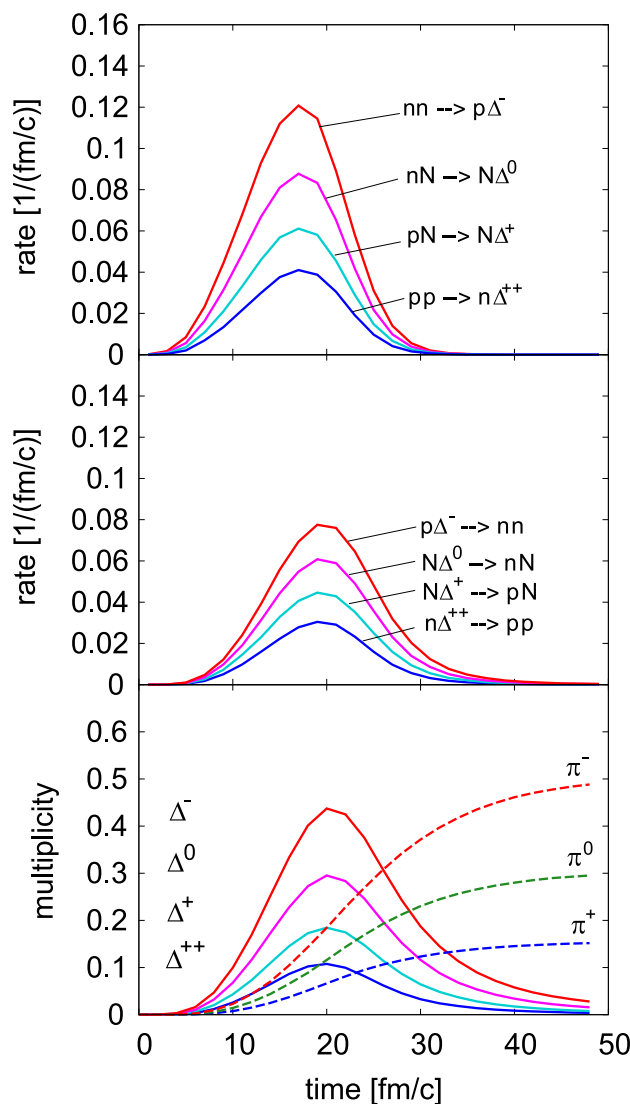 0.16
0.14
0.12
0.1
0.08
0.06
0.04
0.02
0
rate [1/(fm/c)]
nn --> pΔ⁻
nN --> NΔ⁰
pN --> NΔ⁺
pp --> nΔ⁺⁺
0.14
0.12
0.1
0.08
0.06
0.04
0.02
0
rate [1/(fm/c)]
pΔ⁻ --> nn
NΔ⁰ --> nN
NΔ⁺ --> pN
nΔ⁺⁺ --> pp
0.6
0.5
0.4
0.3
0.2
0.1
0
multiplicity
Δ⁻
Δ⁰
Δ⁺
Δ⁺⁺
π⁻
π⁰
π⁺
0 10 20 30 40 50
time [fm/c]